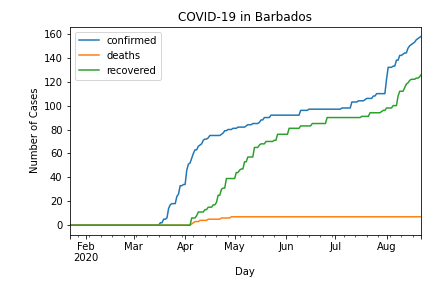 COVID-19 in Barbados
confirmed
deaths
recovered
Number of Cases
160
140
120
100
80
60
40
20
0
Feb Mar Apr May Jun Jul Aug
2020
Day